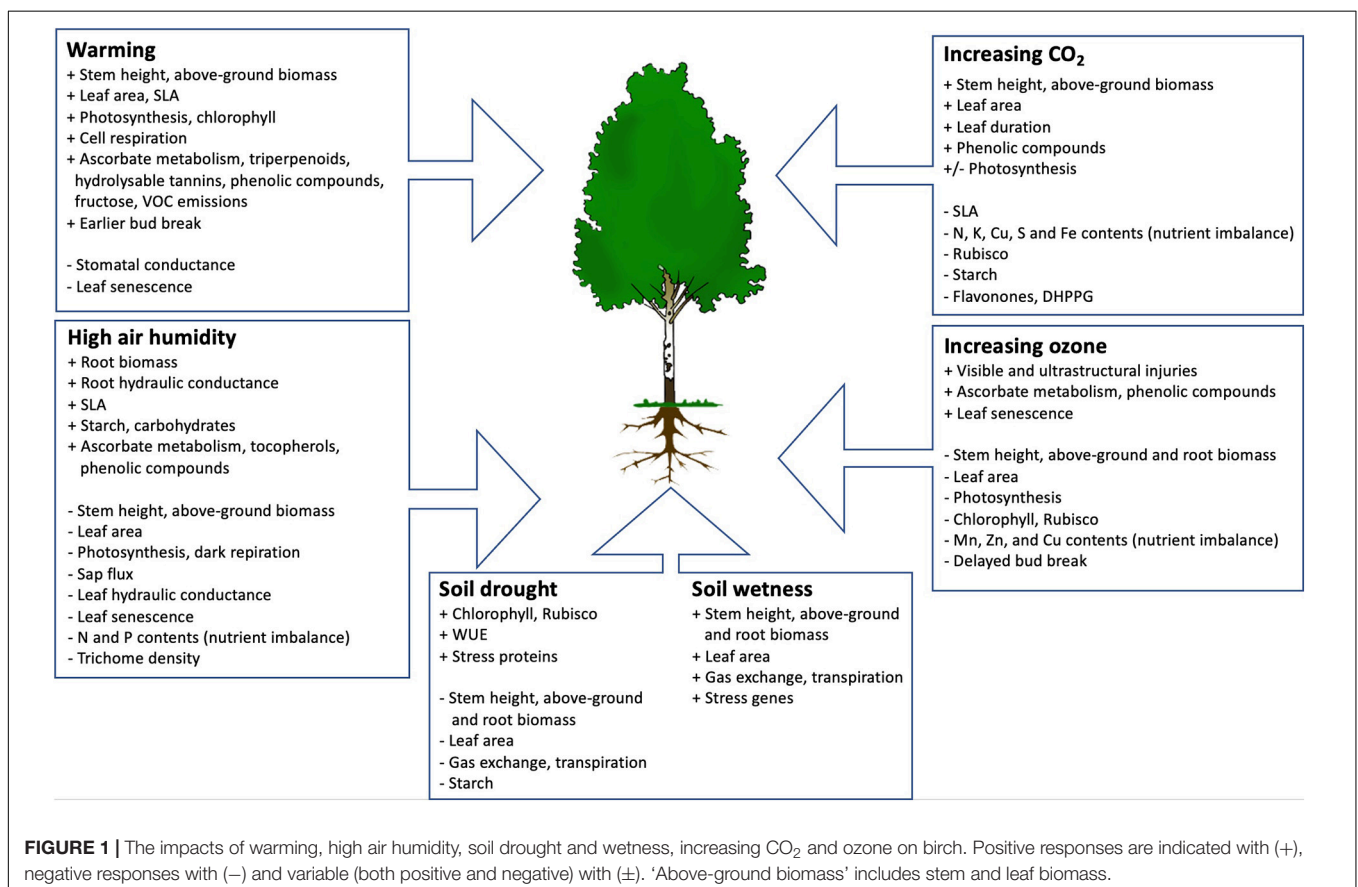 Warming
+ Stem height, above-ground biomass
+ Leaf area, SLA
+ Photosynthesis, chlorophyll
+ Cell respiration
+ Ascorbate metabolism, triperpenoids,
hydrolysable tannins, phenolic compounds,
fructose, VOC emissions
+ Earlier bud break
- Stomatal conductance
- Leaf senescence
High air humidity
+ Root biomass
+ Root hydraulic conductance
+ SLA
+ Starch, carbohydrates
+ Ascorbate metabolism, tocopherols,
phenolic compounds
- Stem height, above-ground biomass
- Leaf area
- Photosynthesis, dark repiration
- Sap flux
- Leaf hydraulic conductance
- Leaf senescence
- N and P contents (nutrient imbalance)
- Trichome density
Soil drought
+ Chlorophyll, Rubisco
+ WUE
+ Stress proteins
- Stem height, above-ground
and root biomass
- Leaf area
- Gas exchange, transpiration
- Starch
Soil wetness
+ Stem height, above-ground
and root biomass
+ Leaf area
+ Gas exchange, transpiration
+ Stress genes
Increasing CO₂
+ Stem height, above-ground biomass
+ Leaf area
+ Leaf duration
+ Phenolic compounds
+/- Photosynthesis
- SLA
- N, K, Cu, S and Fe contents (nutrient imbalance)
- Rubisco
- Starch
- Flavonones, DHPPG
Increasing ozone
+ Visible and ultrastructural injuries
+ Ascorbate metabolism, phenolic compounds
+ Leaf senescence
- Stem height, above-ground and root biomass
- Leaf area
- Photosynthesis
- Chlorophyll, Rubisco
- Mn, Zn, and Cu contents (nutrient imbalance)
- Delayed bud break
FIGURE 1 | The impacts of warming, high air humidity, soil drought and wetness, increasing CO₂ and ozone on birch. Positive responses are indicated with (+),
negative responses with (−) and variable (both positive and negative) with (±). 'Above-ground biomass' includes stem and leaf biomass.